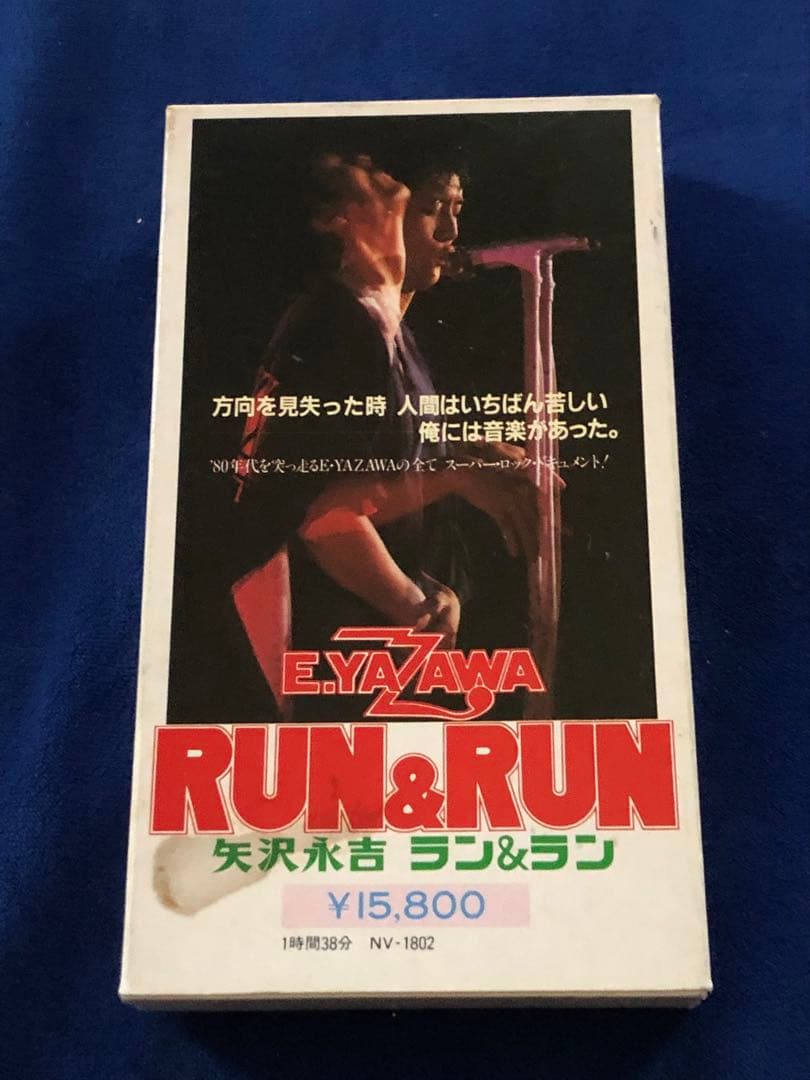 方向を見失った時 人間はいちばん苦しい
俺には音楽があった。
'80年代を突っ走るE・YAZAWAの全て スーパー・ロック・ドキュメント!
E.YAZAWA
RUN&RUN
矢沢永吉 ラン&ラン
¥15,800
1時間38分 NV-1802